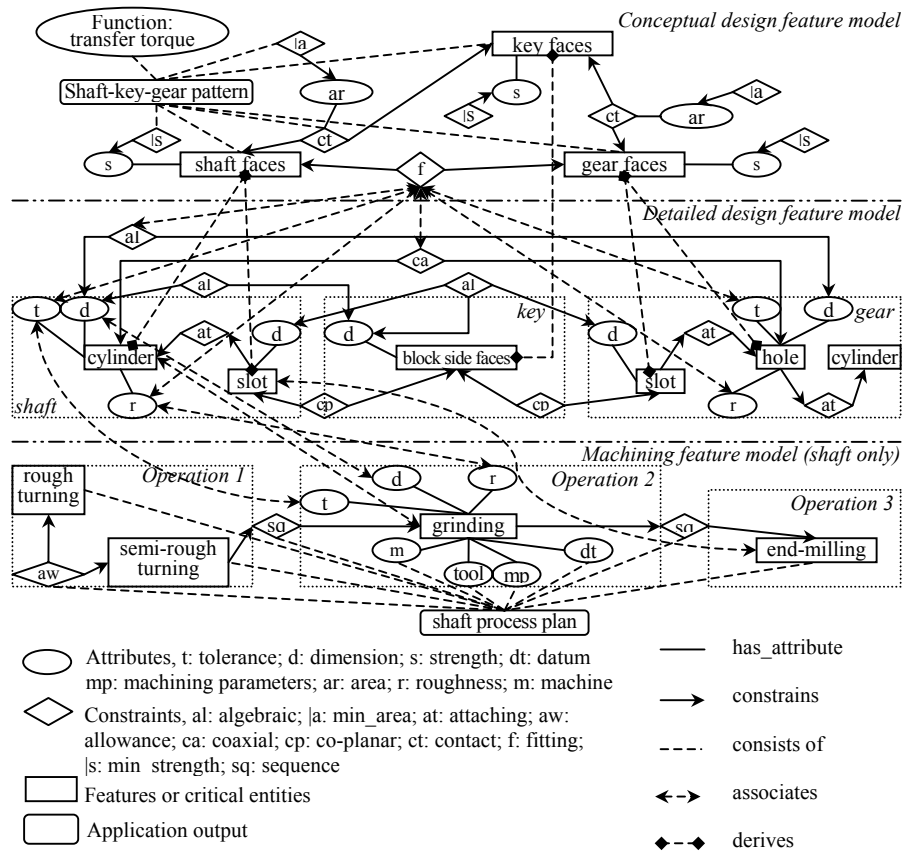 Function:
transfer torque
Conceptual design feature model
|a
key faces
Shaft-key-gear pattern
ar
s
|s
|a
ct
ar
|s
ct
|s
s
shaft faces
f
gear faces
s
Detailed design feature model
al
ca
al
al
t
d
d
d
key
d
t
d
gear
cylinder
at
slot
block side faces
at
slot
hole
cylinder
shaft
r
cp
cp
r
at
Machining feature model (shaft only)
rough
turning
Operation 1
d
r
Operation 2
t
Operation 3
sq
grinding
sq
semi-rough
turning
end-milling
aw
m
tool
mp
dt
shaft process plan
Attributes, t: tolerance; d: dimension; s: strength; dt: datum
mp: machining parameters; ar: area; r: roughness; m: machine
Constraints, al: algebraic; |a: min_area; at: attaching; aw:
allowance; ca: coaxial; cp: co-planar; ct: contact; f: fitting;
|s: min_strength; sq: sequence
Features or critical entities
Application output
has_attribute
constrains
consists of
associates
derives